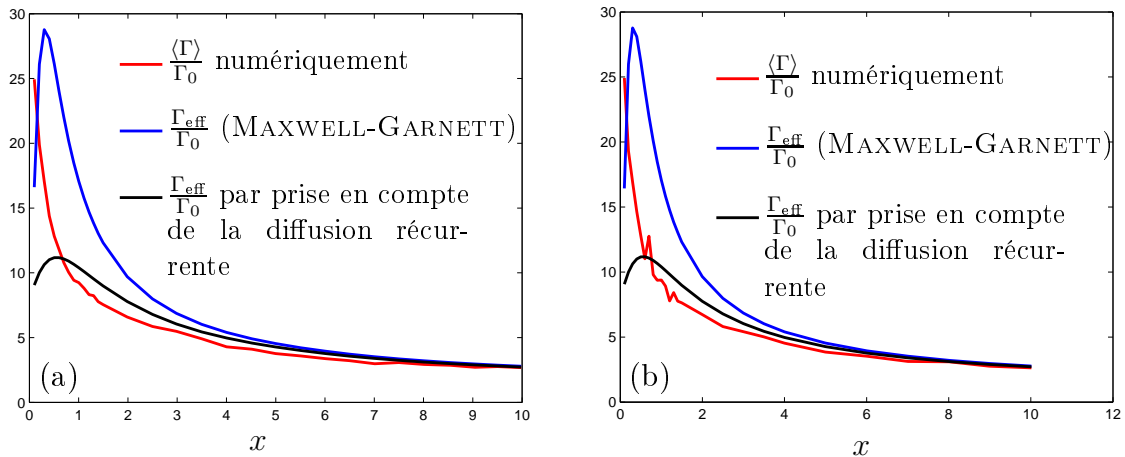 30
25
20
15
10
5
0
⟨Γ⟩/Γ0 numériquement
Γeff/Γ0 (MAXWELL-GARNETT)
Γeff/Γ0 par prise en compte
de la diffusion récur-
rente
(a)
0 1 2 3 4 5 6 7 8 9 10
x
30
25
20
15
10
5
0
⟨Γ⟩/Γ0 numériquement
Γeff/Γ0 (MAXWELL-GARNETT)
Γeff/Γ0 par prise en compte
de la diffusion récur-
rente
(b)
0 2 4 6 8 10 12
x